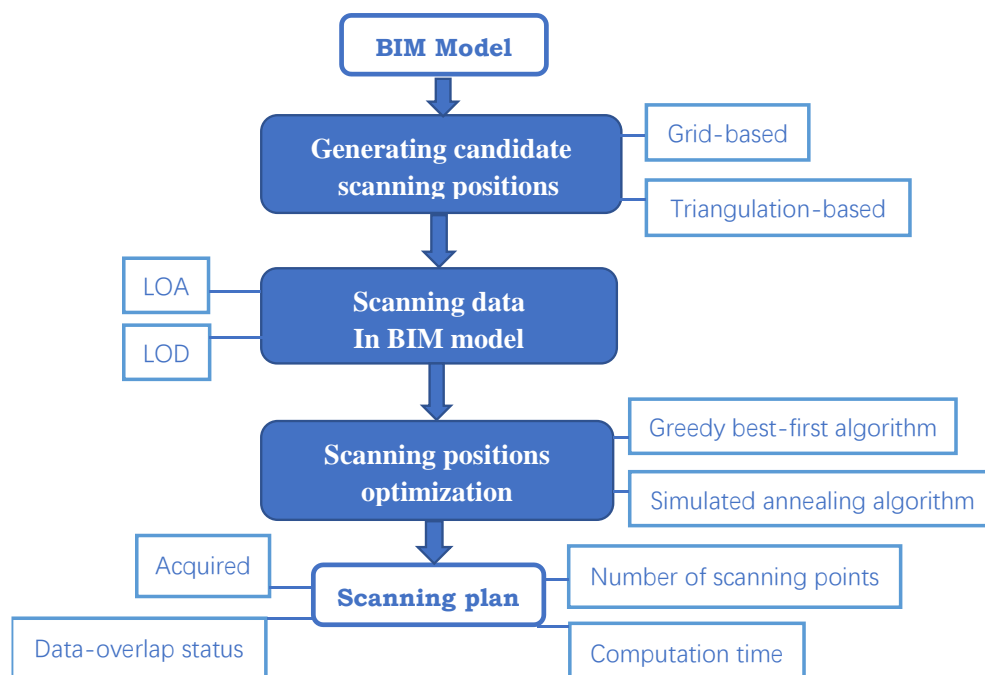 BIM Model
Generating candidate
scanning positions
Grid-based
Triangulation-based
LOA
LOD
Scanning data
In BIM model
Scanning positions
optimization
Greedy best-first algorithm
Simulated annealing algorithm
Acquired
Data-overlap status
Scanning plan
Number of scanning points
Computation time